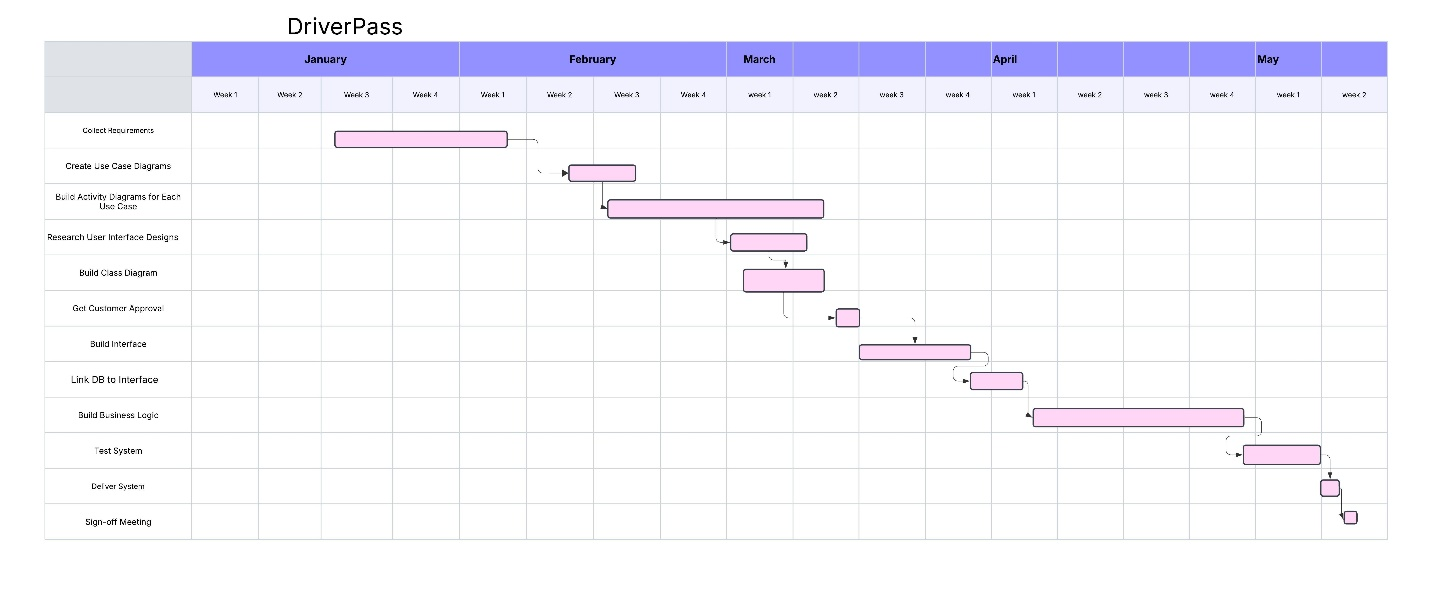 DriverPass
January February March April May
Week 1 Week 2 Week 3 Week 4 Week 1 Week 2 Week 3 Week 4 week 1 week 2 week 3 week 4 week 1 week 2 week 3 week 4 week 1 week 2
Collect Requirements
Create Use Case Diagrams
Build Activity Diagrams for Each
Use Case
Research User Interface Designs
Build Class Diagram
Get Customer Approval
Build Interface
Link DB to Interface
Build Business Logic
Test System
Deliver System
Sign-off Meeting